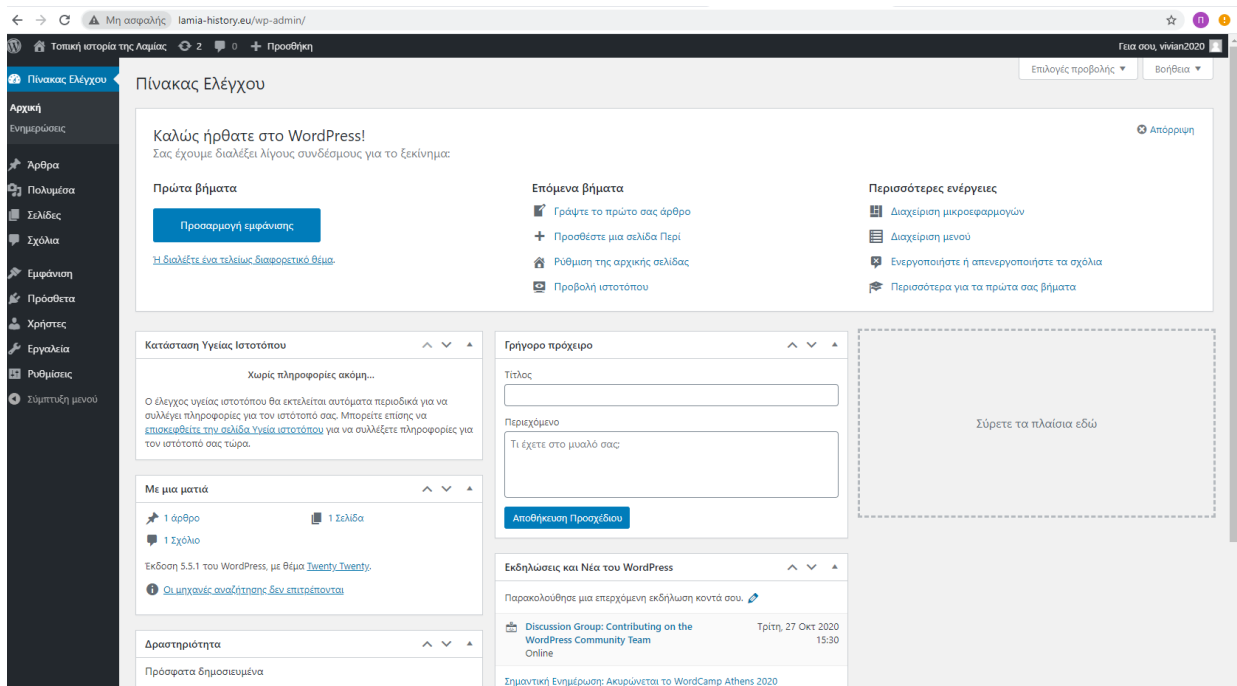 Μη ασφαλής lamia-history.eu/wp-admin/
Π
Τοπική ιστορία της Λαμίας 2 0 Προσθήκη
Γεια σου, vivian2020
Πίνακας Ελέγχου
Αρχική
Ενημερώσεις
Άρθρα
Πολυμέσα
Σελίδες
Σχόλια
Εμφάνιση
Πρόσθετα
Χρήστες
Εργαλεία
Ρυθμίσεις
Σύμπτυξη μενού
Επιλογές προβολής
Βοήθεια
Πίνακας Ελέγχου
Καλώς ήρθατε στο WordPress!
Απόρριψη
Σας έχουμε διαλέξει λίγους συνδέσμους για το ξεκίνημα:
Πρώτα βήματα
Προσαρμογή εμφάνισης
Ή διαλέξτε ένα τελείως διαφορετικό θέμα.
Επόμενα βήματα
Γράψτε το πρώτο σας άρθρο
Προσθέστε μια σελίδα Περί
Ρύθμιση της αρχικής σελίδας
Προβολή ιστοτόπου
Περισσότερες ενέργειες
Διαχείριση μικροεφαρμογών
Διαχείριση μενού
Ενεργοποιήστε ή απενεργοποιήστε τα σχόλια
Περισσότερα για τα πρώτα σας βήματα
Κατάσταση Υγείας Ιστοτόπου
Χωρίς πληροφορίες ακόμη...
Ο έλεγχος υγείας ιστοτόπου θα εκτελείται αυτόματα περιοδικά για να
συλλέγει πληροφορίες για τον ιστότοπό σας. Μπορείτε επίσης να
επισκεφθείτε την σελίδα Υγεία ιστοτόπου για να συλλέξετε πληροφορίες για
τον ιστότοπό σας τώρα.
Με μια ματιά
1 άρθρο
1 Σελίδα
1 Σχόλιο
Έκδοση 5.5.1 του WordPress, με θέμα Twenty Twenty.
Οι μηχανές αναζήτησης δεν επιτρέπονται
Δραστηριότητα
Πρόσφατα δημοσιευμένα
Γρήγορο πρόχειρο
Τίτλος
Περιεχόμενο
Τι έχετε στο μυαλό σας;
Αποθήκευση Προσχέδιου
Εκδηλώσεις και Νέα του WordPress
Παρακολούθησε μια επερχόμενη εκδήλωση κοντά σου.
Discussion Group: Contributing on the
WordPress Community Team
Online
Τρίτη, 27 Οκτ 2020
15:30
Σημαντική Ενημέρωση: Ακυρώνεται το WordCamp Athens 2020
Σύρετε τα πλαίσια εδώ